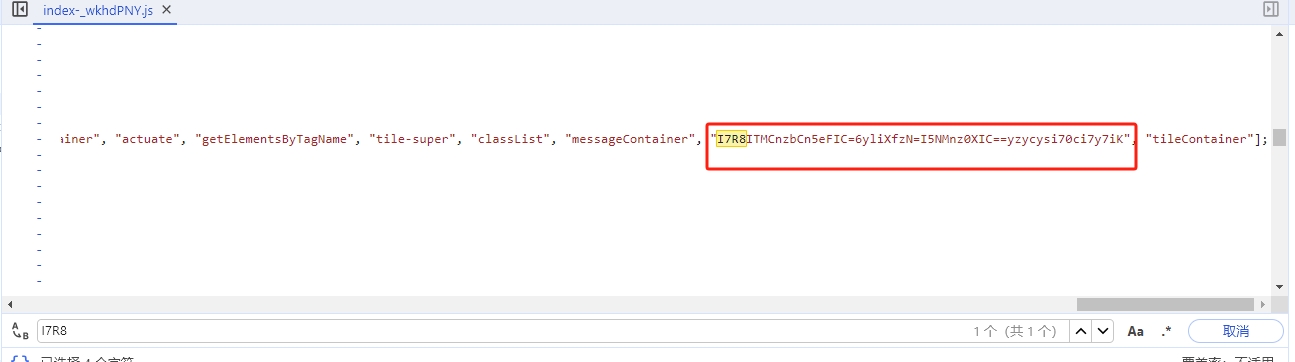 index-_wkhdPNY.js ×
iner", "actuate", "getElementsByTagName", "tile-super", "classList", "messageContainer", "I7R8ITMCnzbCn5eFIC=6yliXfzN=I5NMnz0XIC==yzycysi70ci7y7iK", "tileContainer"];
I7R8 1 个 (共 1 个) Aa .* 取消
{} 已选择 4 个字符 覆盖率: 不适用